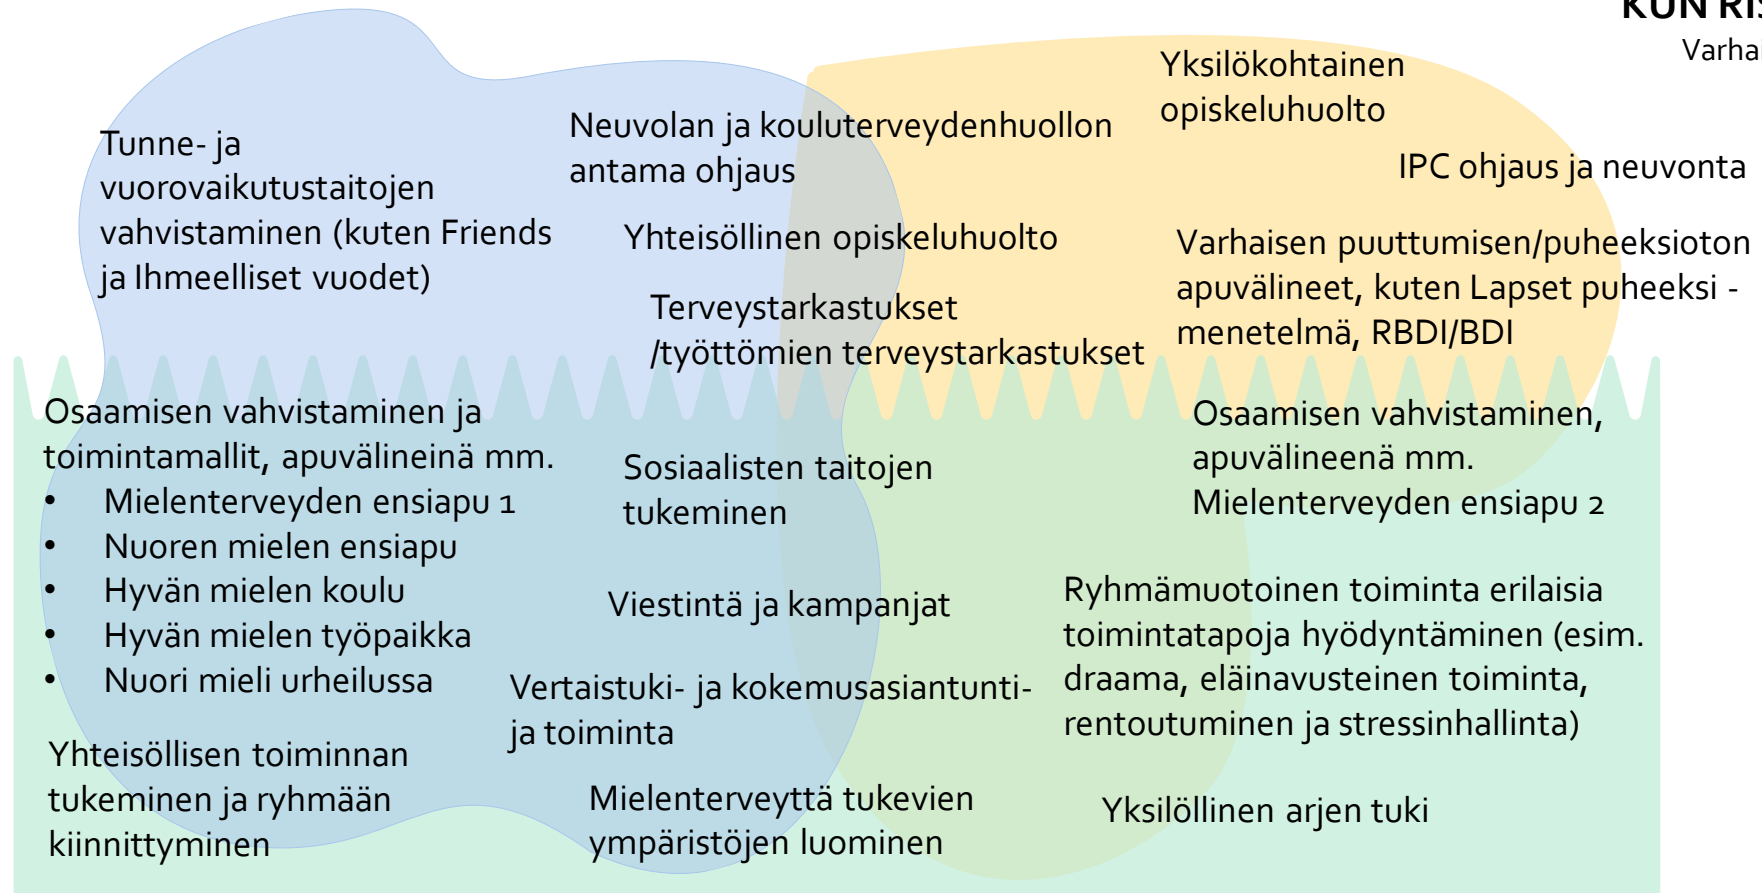 KUN RIS
Varhai
Yksilökohtainen
opiskeluhuolto
IPC ohjaus ja neuvonta
Neuvolan ja kouluterveydenhuollon
antama ohjaus
Tunne- ja
vuorovaikutustaitojen
vahvistaminen (kuten Friends
ja Ihmeelliset vuodet)
Yhteisöllinen opiskeluhuolto
Varhaisen puuttumisen/puheeksioton
apuvälineet, kuten Lapset puheeksi -
menetelmä, RBDI/BDI
Terveystarkastukset
/työttömien terveystarkastukset
Osaamisen vahvistaminen ja
toimintamallit, apuvälineinä mm.
• Mielenterveyden ensiapu 1
• Nuoren mielen ensiapu
• Hyvän mielen koulu
• Hyvän mielen työpaikka
• Nuori mieli urheilussa
Sosiaalisten taitojen
tukeminen
Osaamisen vahvistaminen,
apuvälineenä mm.
Mielenterveyden ensiapu 2
Viestintä ja kampanjat
Ryhmämuotoinen toiminta erilaisia
toimintatapoja hyödyntäminen (esim.
draama, eläinavusteinen toiminta,
rentoutuminen ja stressinhallinta)
Vertaistuki- ja kokemusasiantunti-
ja toiminta
Yhteisöllisen toiminnan
tukeminen ja ryhmään
kiinnittyminen
Mielenterveyttä tukevien
ympäristöjen luominen
Yksilöllinen arjen tuki